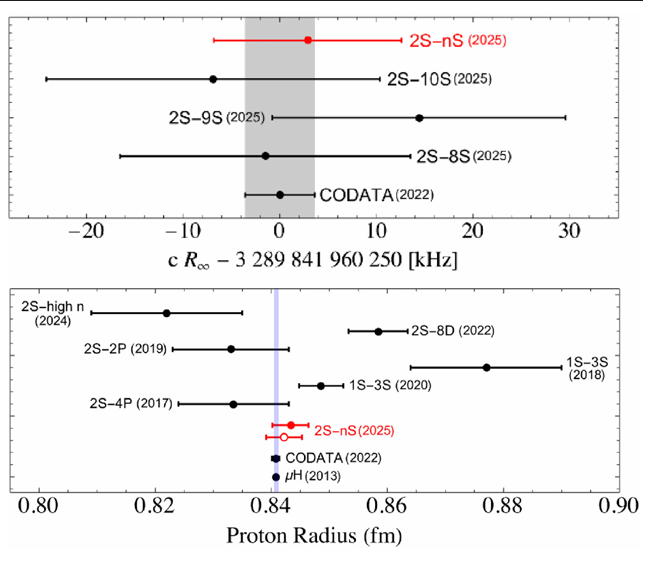 2S−nS (2025)
2S−10S (2025)
2S−9S (2025)
2S−8S (2025)
CODATA (2022)
−20 −10 0 10 20 30
c R∞ − 3 289 841 960 250 [kHz]
2S−high n
(2024)
2S−8D (2022)
2S−2P (2019)
1S−3S
(2018)
1S−3S (2020)
2S−4P (2017)
2S−nS (2025)
CODATA (2022)
μH (2013)
0.80 0.82 0.84 0.86 0.88 0.90
Proton Radius (fm)